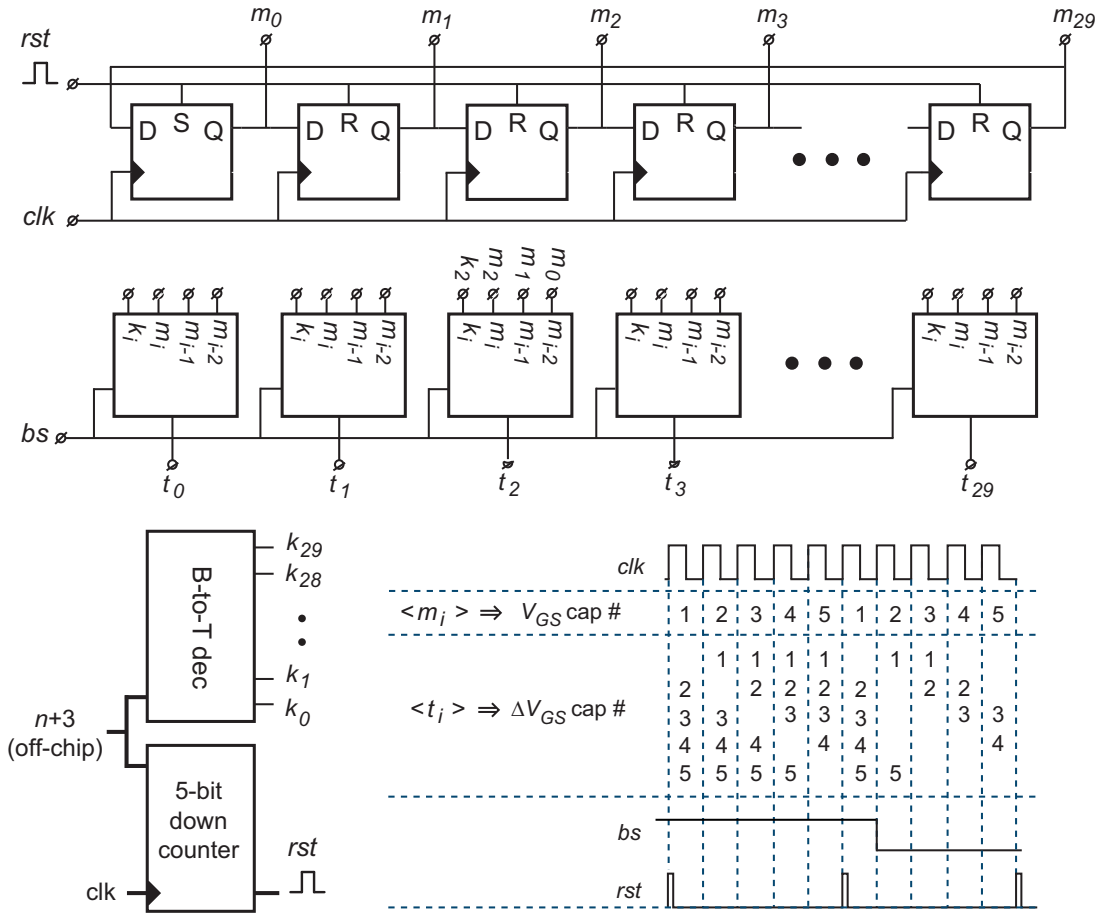 m0 m1 m2 m3 m29
rst
D S Q D R Q D R Q D R Q D R Q
clk
k2 m2 m1 m0
ki mi mi-1 mi-2 ki mi mi-1 mi-2 ki mi mi-1 mi-2 ki mi mi-1 mi-2 ki mi mi-1 mi-2
bs
t0 t1 t2 t3 t29
B-to-T dec
k29
k28
k1
k0
n+3
(off-chip)
5-bit
down
counter
rst
clk
clk
<mi> ⇒ VGS cap # 1 2 3 4 5 1 2 3 4 5
<ti> ⇒ ΔVGS cap #
1 1 1 1 1 1
2 2 2 2 2 2 2
3 3 3 3 3 3 3
4 4 4 4 4 4
5 5 5 5 5 5
bs
rst